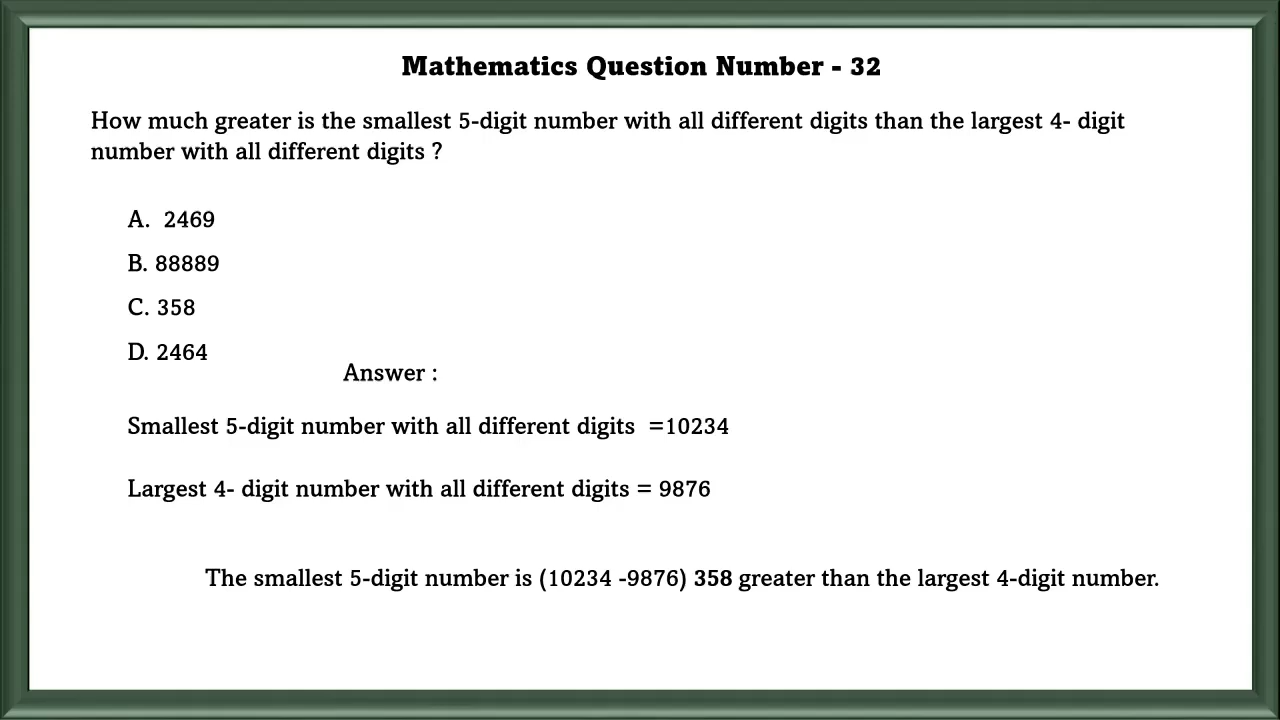 Mathematics Question Number - 32
How much greater is the smallest 5-digit number with all different digits than the largest 4- digit
number with all different digits ?
A.  2469
B. 88889
C. 358
D. 2464
Answer :
Smallest 5-digit number with all different digits  =10234
Largest 4- digit number with all different digits = 9876
The smallest 5-digit number is (10234 -9876) 358 greater than the largest 4-digit number.